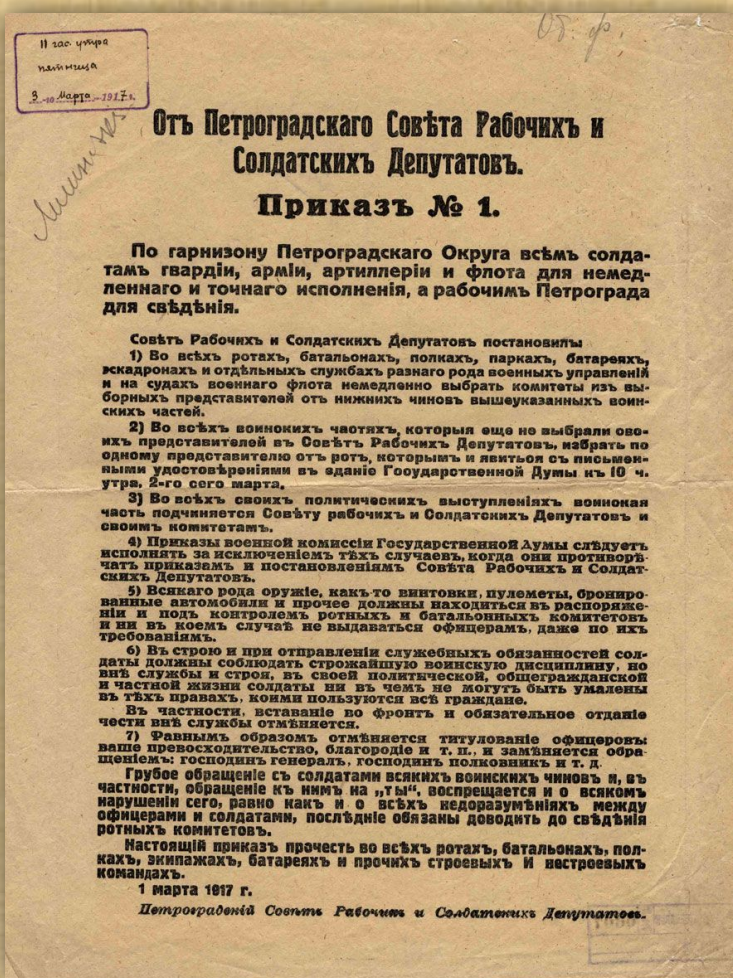 11 час. утра
пятница
3 марта 1917 г.
Отъ Петроградскаго Совѣта Рабочихъ и
Солдатскихъ Депутатовъ.
Приказъ № 1.
По гарнизону Петроградскаго Округа всѣмъ солда-
тамъ гвардіи, арміи, артиллеріи и флота для немед-
леннаго и точнаго исполненія, а рабочимъ Петрограда
для свѣдѣнія.
Совѣтъ Рабочихъ и Солдатскихъ Депутатовъ постановилъ
1) Во всѣхъ ротахъ, батальонахъ, полкахъ, паркахъ, батареяхъ,
эскадронахъ и отдѣльныхъ службахъ разнаго рода военныхъ управленій
и на судахъ военнаго флота немедленно выбрать комитеты изъ вы-
борныхъ представителей отъ нижнихъ чиновъ вышеуказанныхъ воин-
скихъ частей.
2) Во всѣхъ воинскихъ частяхъ, которыя еще не выбрали сво-
ихъ представителей въ Совѣтъ Рабочихъ Депутатовъ, избрать по
одному представителю отъ ротъ, которымъ и явиться съ письмен-
ными удостовѣреніями въ зданіе Государственной Думы къ 10 ч.
утра, 2-го сего марта.
3) Во всѣхъ своихъ политическихъ выступленіяхъ воинская
часть подчиняется Совѣту рабочихъ и Солдатскихъ Депутатовъ и
своимъ комитетамъ.
4) Приказы военной комиссіи Государственной Думы слѣдуетъ
исполнять за исключеніемъ тѣхъ случаевъ, когда они противорѣ-
чатъ приказамъ и постановленіямъ Совѣта Рабочихъ и Солдат-
скихъ Депутатовъ.
5) Всякаго рода оружіе, какъ-то винтовки, пулеметы, брониро-
ванные автомобили и прочее должны находиться въ распоряже-
ніи и подъ контролемъ ротныхъ и батальонныхъ комитетовъ
и ни въ коемъ случаѣ не выдаваться офицерамъ, даже по ихъ
требованіямъ.
6) Въ строю и при отправленіи служебныхъ обязанностей сол-
даты должны соблюдать строжайшую воинскую дисциплину, но
внѣ службы и строя, въ своей политической, общегражданской
и частной жизни солдаты ни въ чемъ не могутъ быть умалены
въ тѣхъ правахъ, коими пользуются всѣ граждане.
Въ частности, вставаніе во фронтъ и обязательное отданіе
чести внѣ службы отмѣняется.
7) Равнымъ образомъ отмѣняется титулованіе офицеровъ:
ваше превосходительство, благородіе и т. п., и замѣняется обра-
щеніемъ: господинъ генералъ, господинъ полковникъ и т. д.
Грубое обращеніе съ солдатами всякихъ воинскихъ чиновъ и, въ
частности, обращеніе къ нимъ на „ты“, воспрещается и о всякомъ
нарушеніи сего, равно какъ и о всѣхъ недоразумѣніяхъ между
офицерами и солдатами, послѣдніе обязаны доводить до свѣдѣнія
ротныхъ комитетовъ.
Настоящій приказъ прочесть во всѣхъ ротахъ, батальонахъ, пол-
кахъ, экипажахъ, батареяхъ и прочихъ строевыхъ и нестроевыхъ
командахъ.
1 марта 1917 г.
Петроградскій Совѣтъ Рабочихъ и Солдатскихъ Депутатовъ.